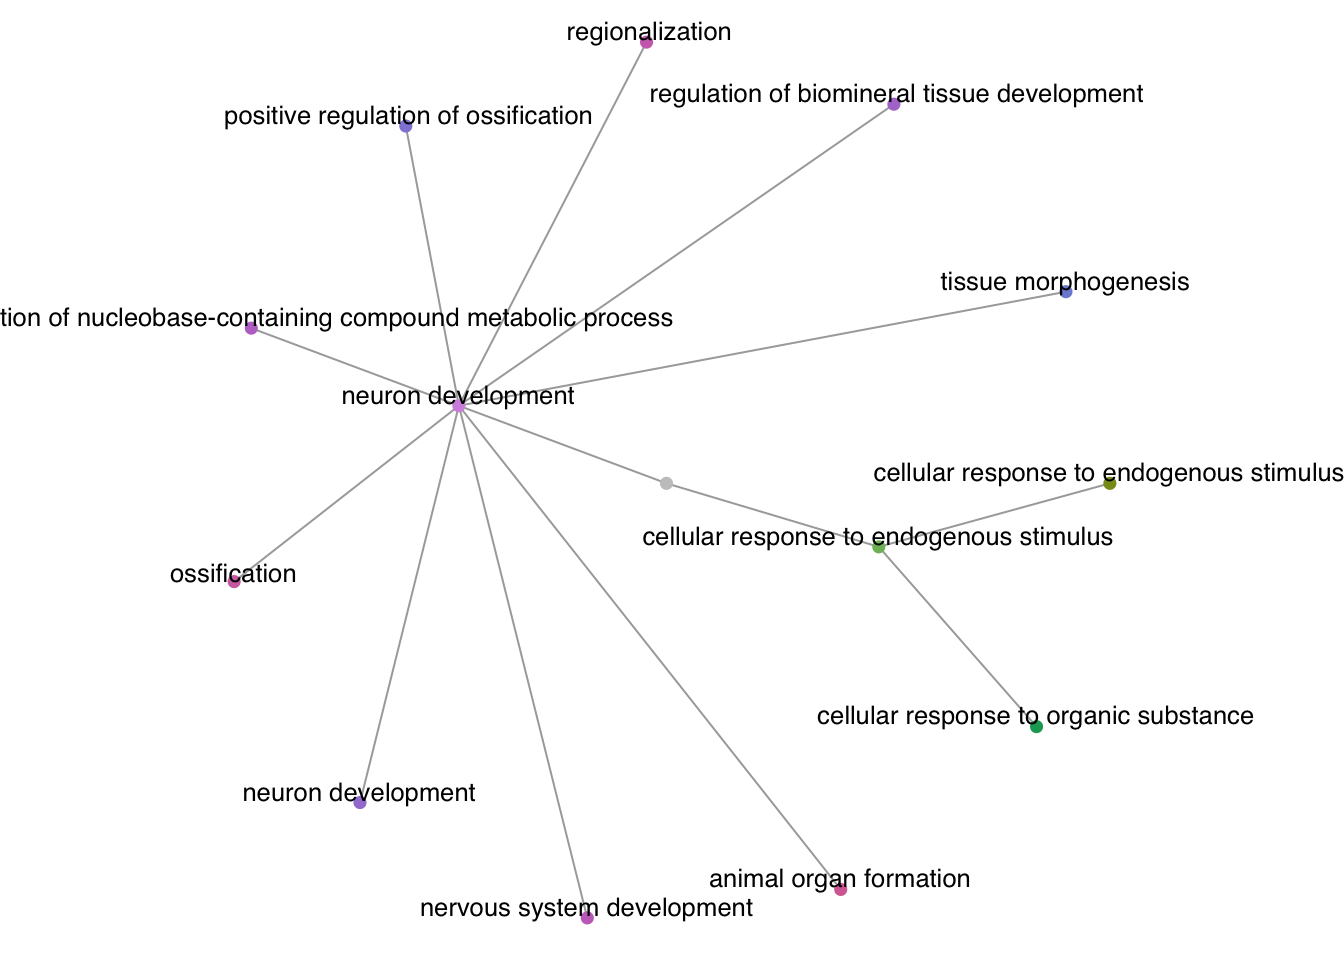 regionalization
regulation of biomineral tissue development
positive regulation of ossification
tissue morphogenesis
tion of nucleobase-containing compound metabolic process
neuron development
cellular response to endogenous stimulus
cellular response to endogenous stimulus
ossification
cellular response to organic substance
neuron development
animal organ formation
nervous system development